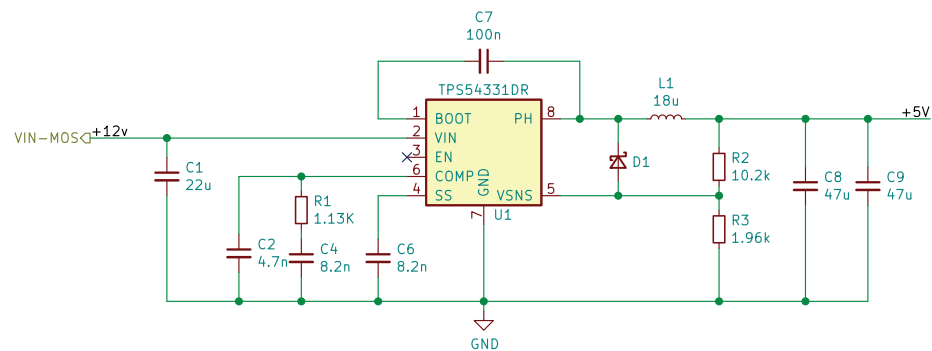 C7
100n
TPS54331DR
L1
18u
+5V
1
BOOT
PH
8
VIN-MOS
+12v
2
VIN
3
EN
D1
R2
10.2k
C1
22u
6
COMP
GND
C8
47u
C9
47u
4
SS
VSNS
5
R1
1.13K
7
U1
R3
1.96k
C2
4.7n
C4
8.2n
C6
8.2n
GND